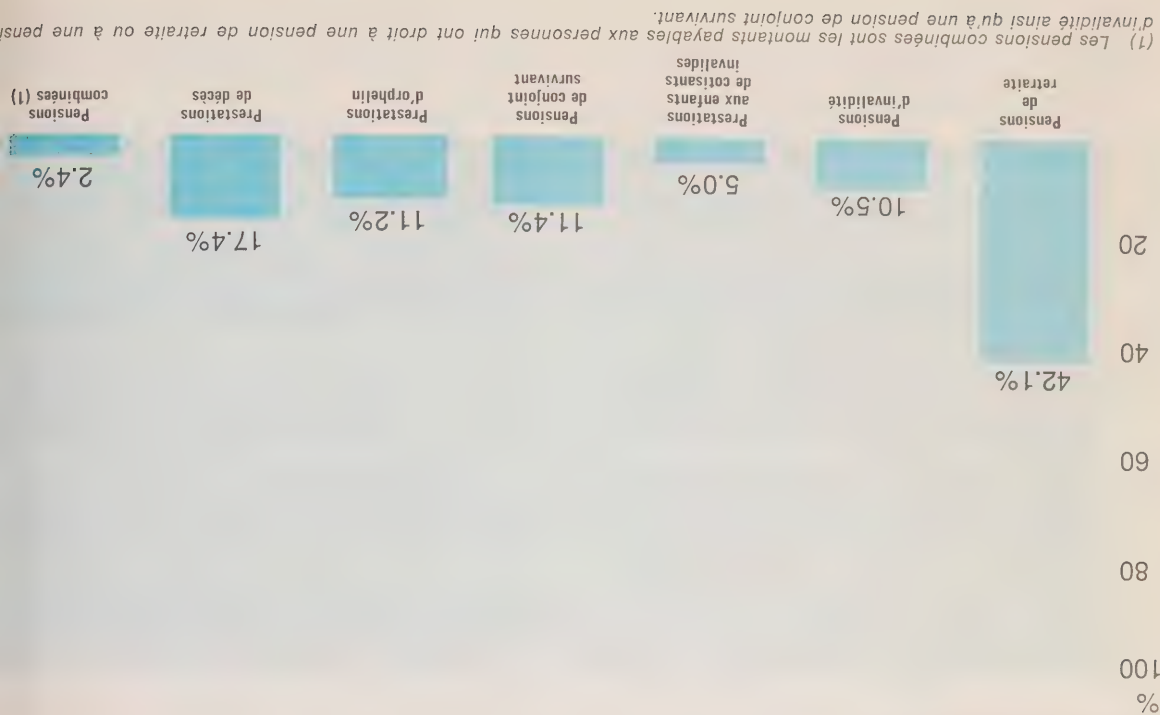 %
100
80
60
40
20
42.1%
10.5%
5.0%
11.4%
11.2%
17.4%
2.4%
Pensions
de
retraite
Pensions
d'invalidité
Prestations
aux enfants
de cotisants
invalides
Pensions
de conjoint
survivant
Prestations
d'orphelin
Prestations
de décès
Pensions
combinées (1)
(1) Les pensions combinées sont les montants payables aux personnes qui ont droit à une pension de retraite ou à une
d'invalidité ainsi qu'à une pension de conjoint survivant.